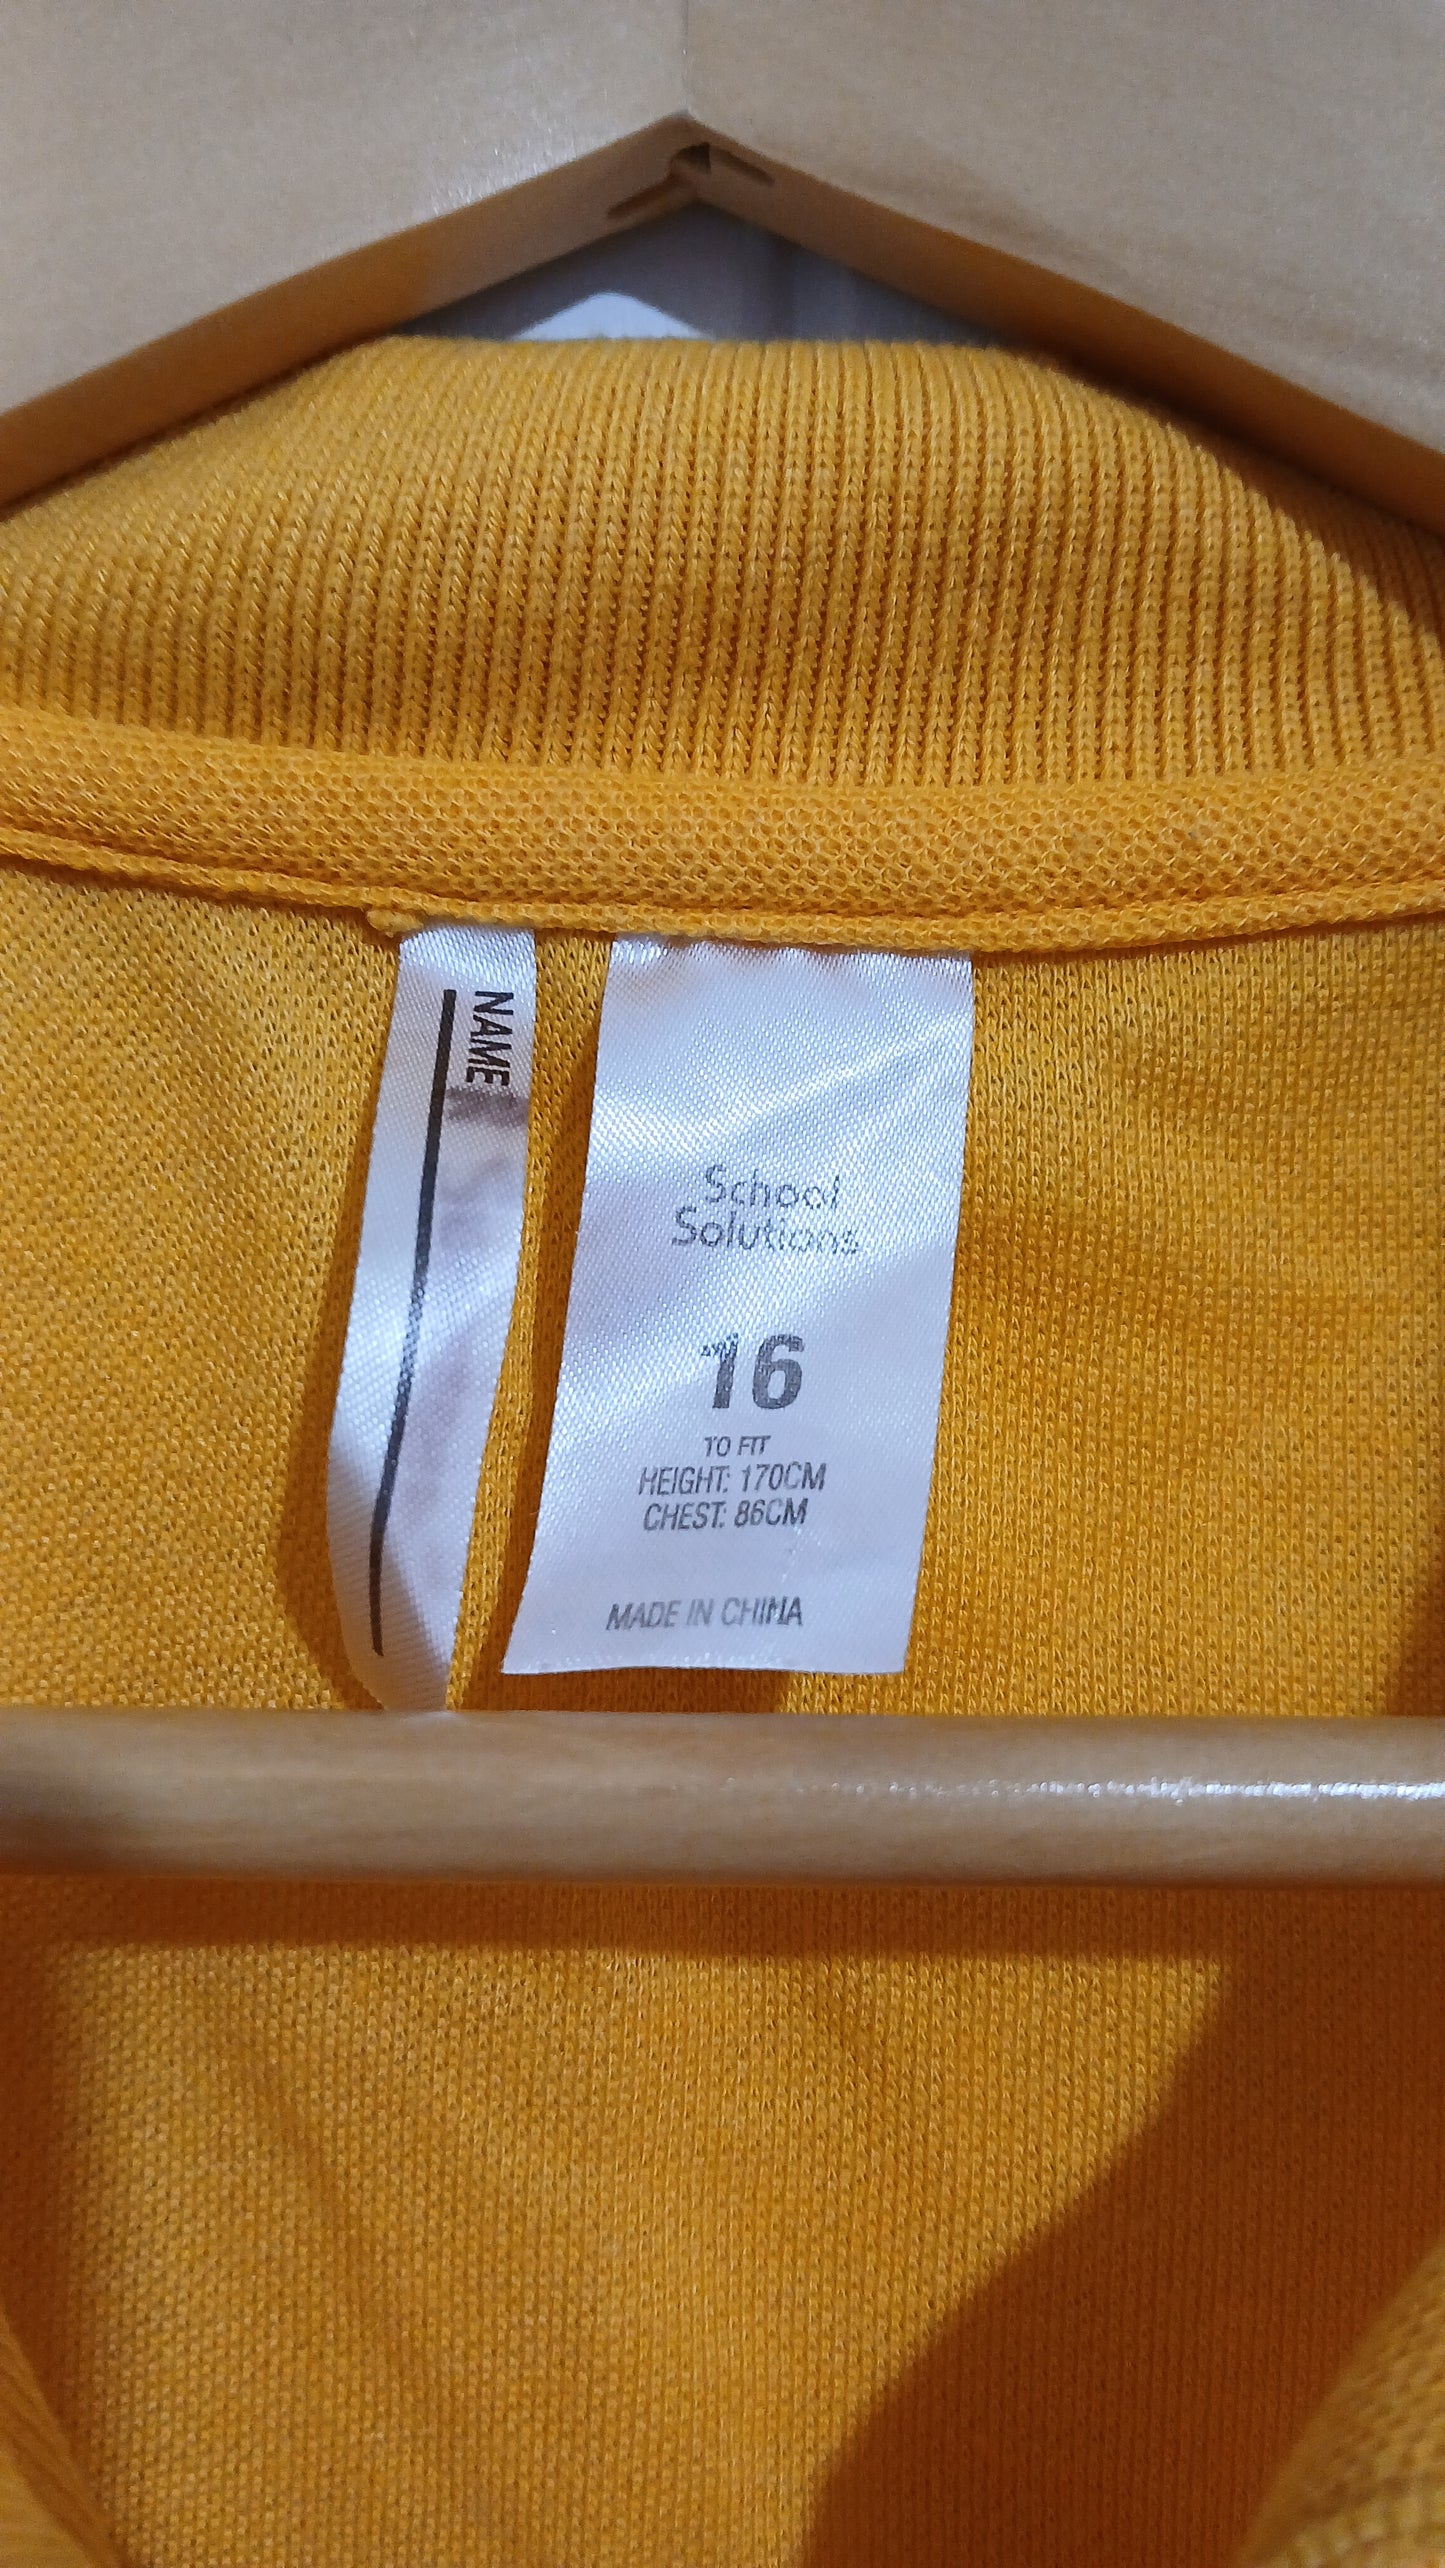 NAME
School
Solutions
16
TO FIT
HEIGHT: 170CM
CHEST: 86CM
MADE IN CHINA